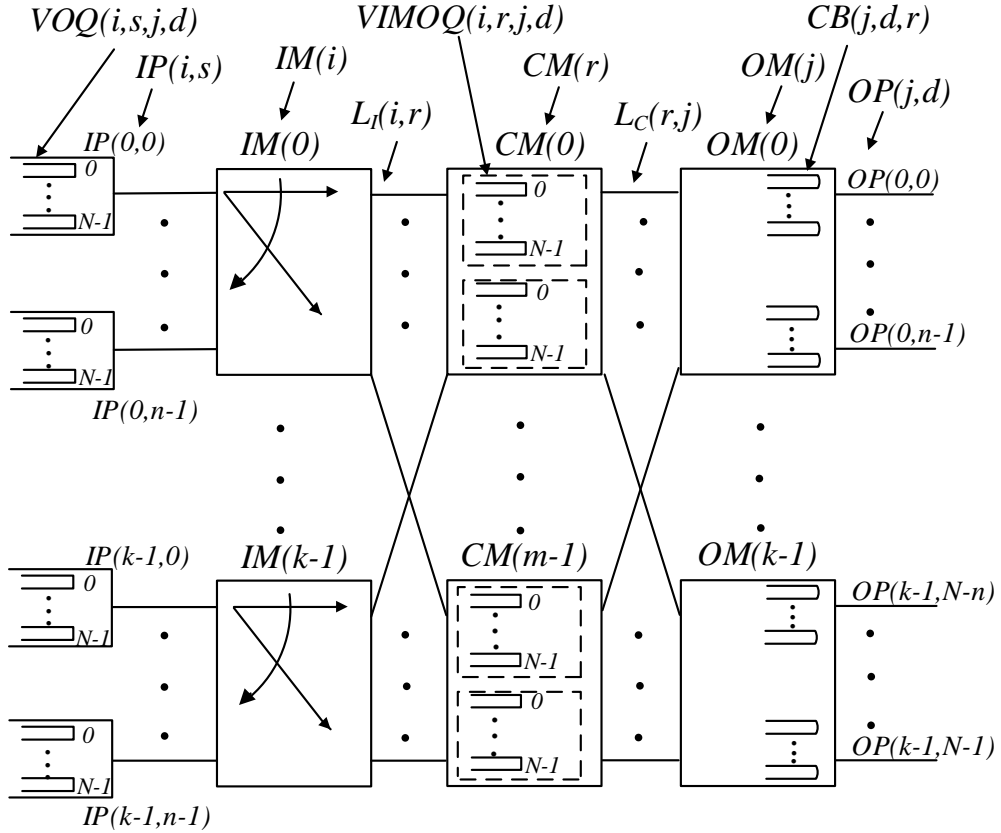 VOQ(i,s,j,d)
VIMOQ(i,r,j,d)
CB(j,d,r)
IP(i,s)
IM(i)
CM(r)
OM(j)
OP(j,d)
L_I(i,r)
L_C(r,j)
IP(0,0)
IM(0)
CM(0)
OM(0)
0
N-1
0
N-1
OP(0,0)
0
N-1
0
N-1
OP(0,n-1)
IP(0,n-1)
IP(k-1,0)
IM(k-1)
CM(m-1)
OM(k-1)
0
N-1
0
N-1
OP(k-1,N-n)
0
N-1
0
N-1
OP(k-1,N-1)
IP(k-1,n-1)